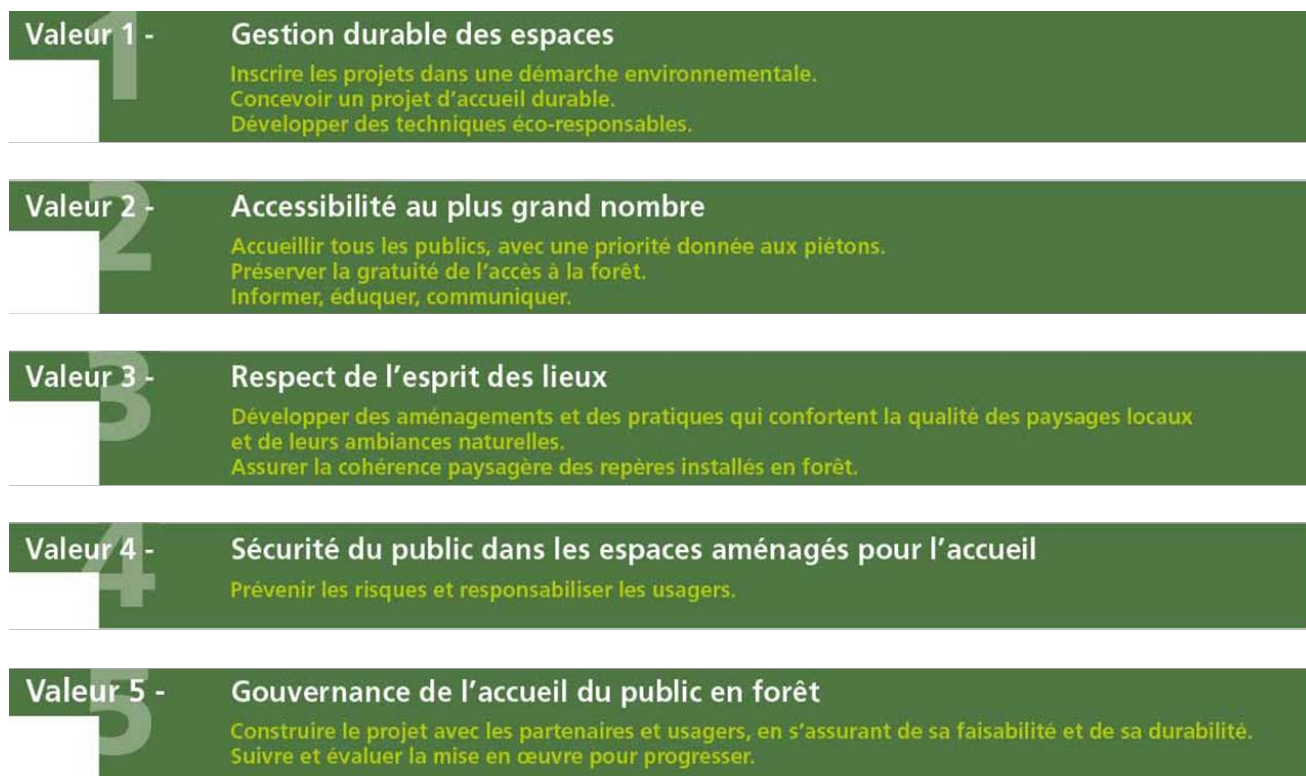 Valeur 1 - Gestion durable des espaces
Inscrire les projets dans une démarche environnementale.
Concevoir un projet d'accueil durable.
Développer des techniques éco-responsables.
Valeur 2 - Accessibilité au plus grand nombre
Accueillir tous les publics, avec une priorité donnée aux piétons.
Préserver la gratuité de l'accès à la forêt.
Informer, éduquer, communiquer.
Valeur 3 - Respect de l'esprit des lieux
Développer des aménagements et des pratiques qui confortent la qualité des paysages locaux
et de leurs ambiances naturelles.
Assurer la cohérence paysagère des repères installés en forêt.
Valeur 4 - Sécurité du public dans les espaces aménagés pour l'accueil
Prévenir les risques et responsabiliser les usagers.
Valeur 5 - Gouvernance de l'accueil du public en forêt
Construire le projet avec les partenaires et usagers, en s'assurant de sa faisabilité et de sa durabilité.
Suivre et évaluer la mise en œuvre pour progresser.